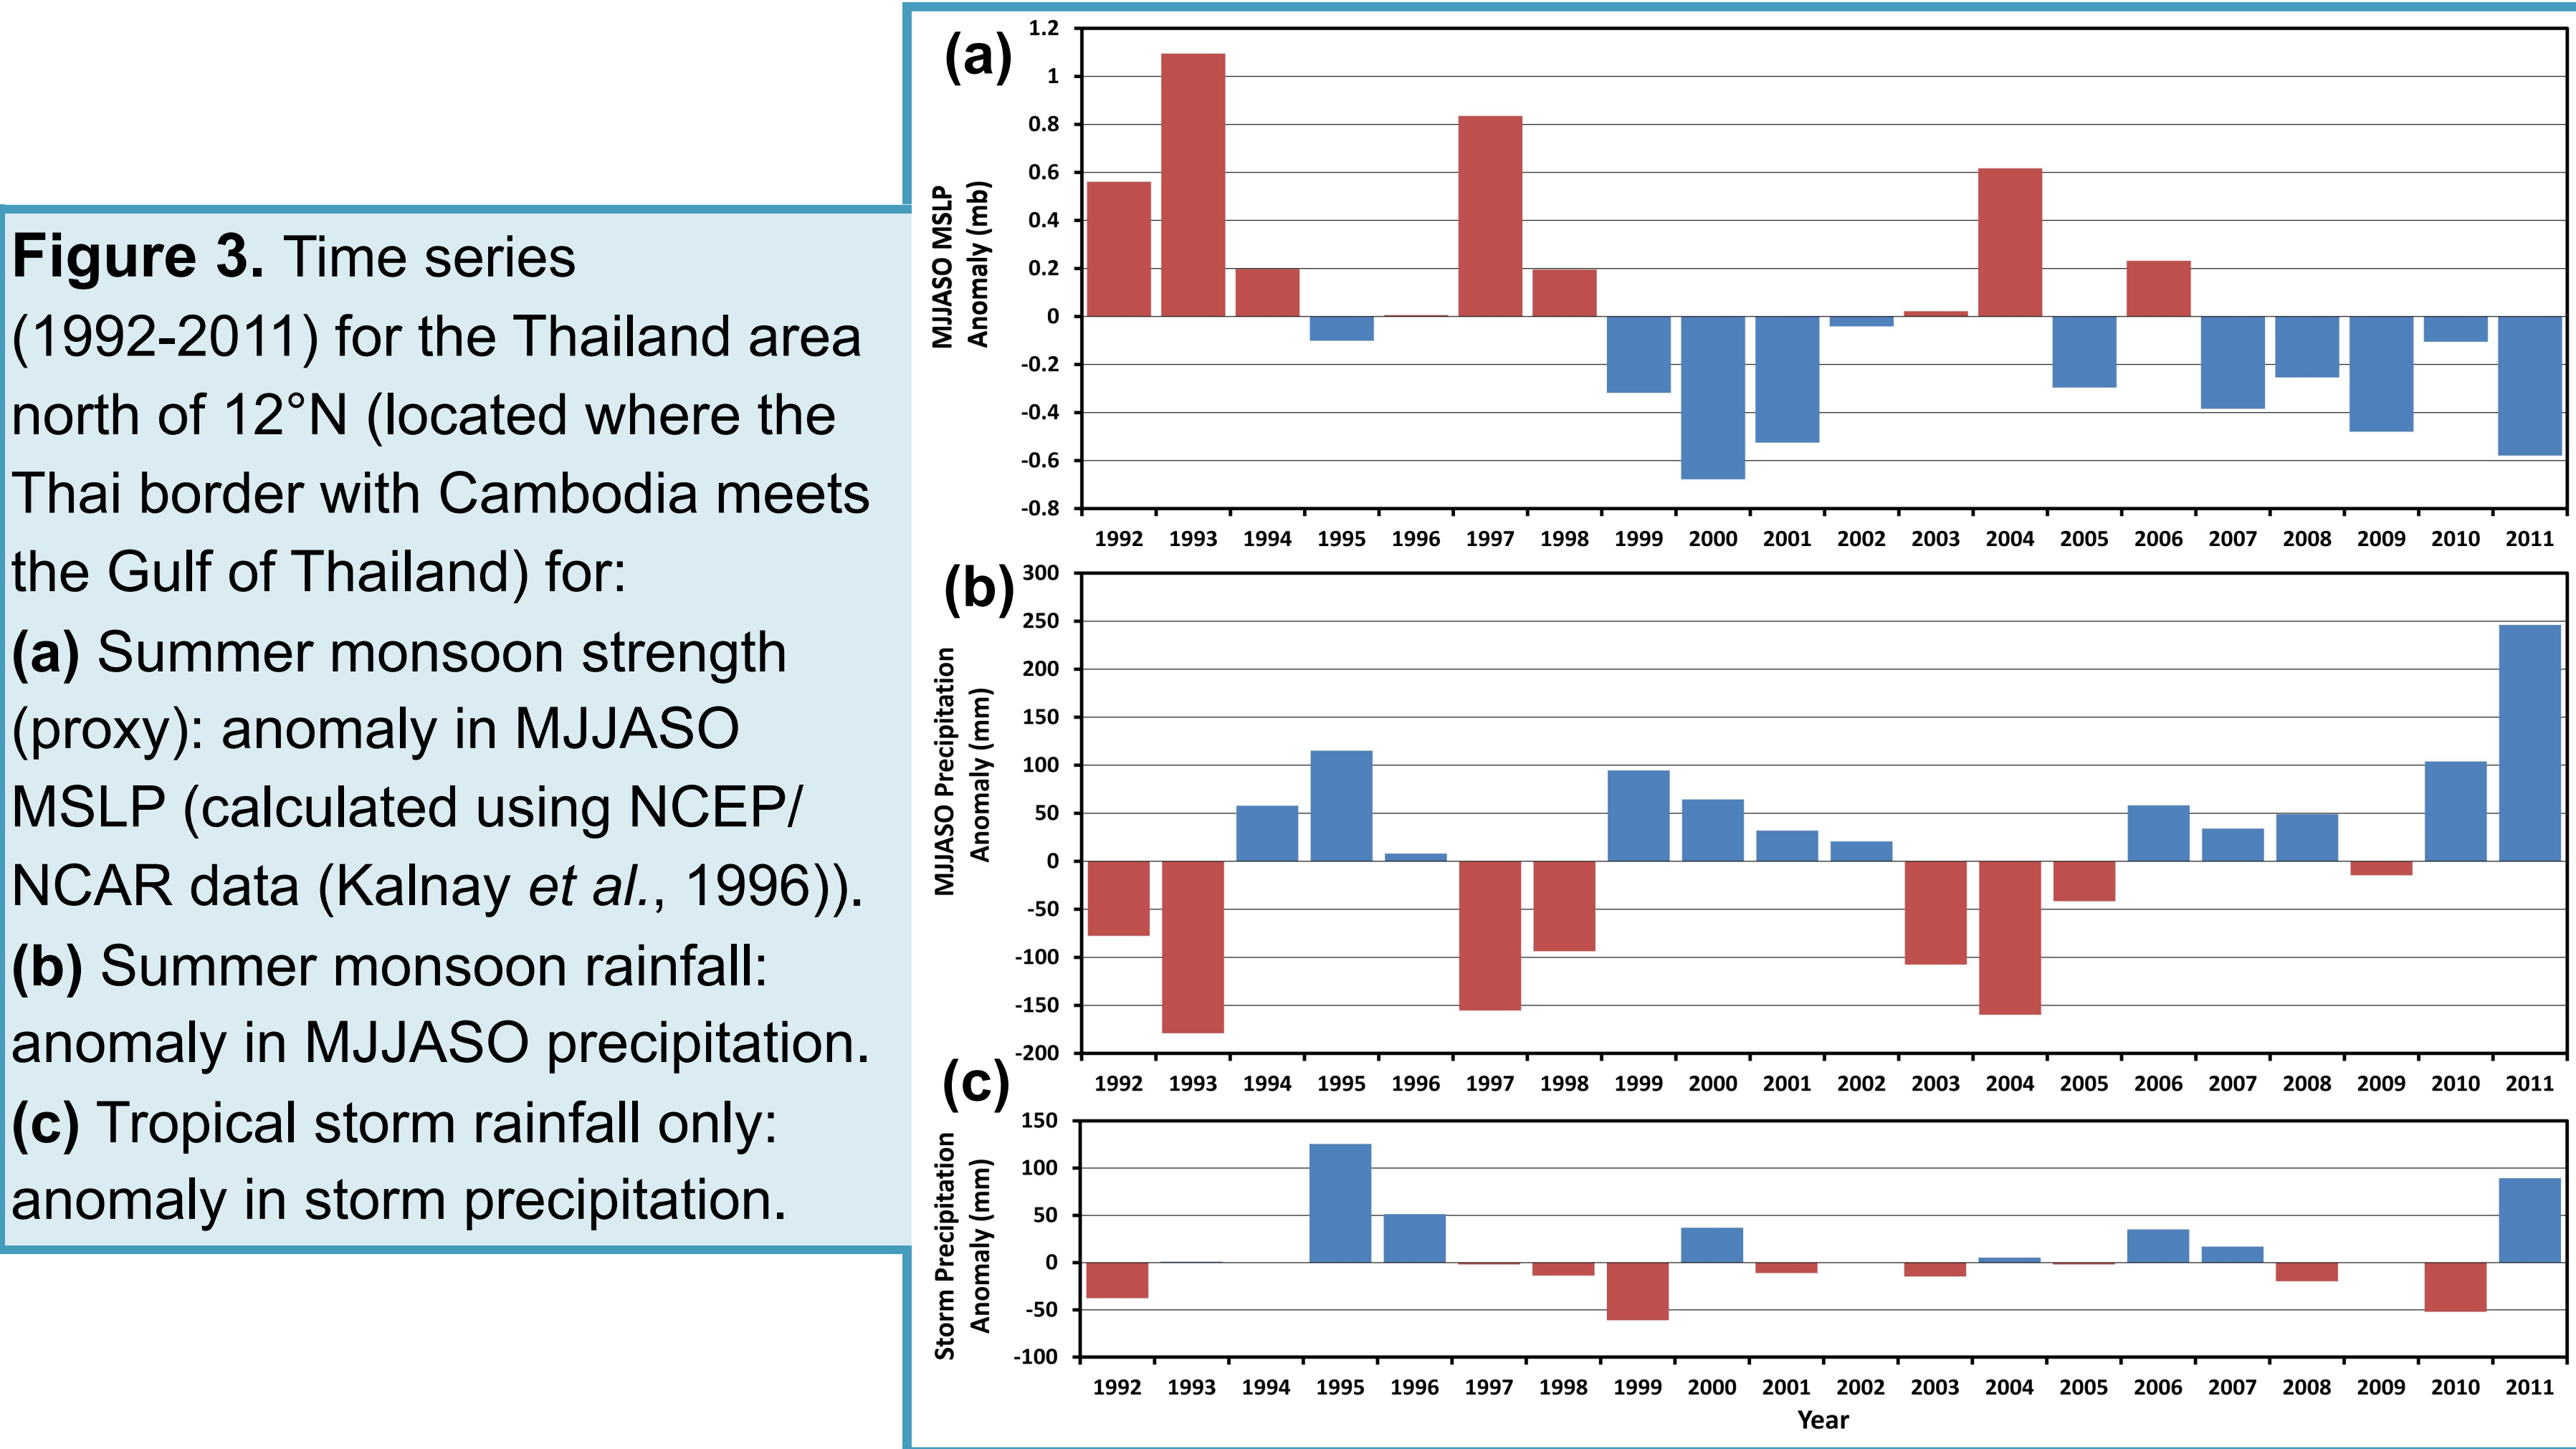 Figure 3. Time series
(1992-2011) for the Thailand area
north of 12°N (located where the
Thai border with Cambodia meets
the Gulf of Thailand) for:
(a) Summer monsoon strength
(proxy): anomaly in MJJASO
MSLP (calculated using NCEP/
NCAR data (Kalnay et al., 1996)).
(b) Summer monsoon rainfall:
anomaly in MJJASO precipitation.
(c) Tropical storm rainfall only:
anomaly in storm precipitation.
(a)
MJJASO MSLP
Anomaly (mb)
1.2
1
0.8
0.6
0.4
0.2
0
-0.2
-0.4
-0.6
-0.8
1992 1993 1994 1995 1996 1997 1998 1999 2000 2001 2002 2003 2004 2005 2006 2007 2008 2009 2010 2011
(b)
MJJASO Precipitation
Anomaly (mm)
300
250
200
150
100
50
0
-50
-100
-150
-200
1992 1993 1994 1995 1996 1997 1998 1999 2000 2001 2002 2003 2004 2005 2006 2007 2008 2009 2010 2011
(c)
Storm Precipitation
Anomaly (mm)
150
100
50
0
-50
-100
1992 1993 1994 1995 1996 1997 1998 1999 2000 2001 2002 2003 2004 2005 2006 2007 2008 2009 2010 2011
Year